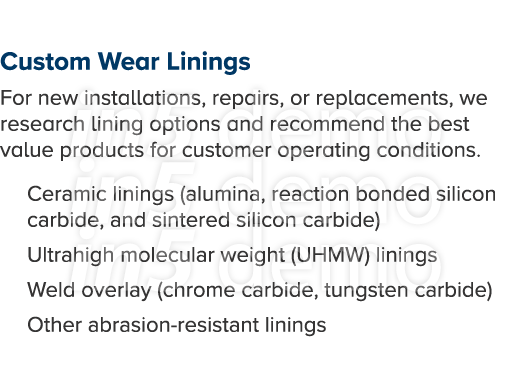 Custom Wear Linings
For new installations, repairs, or replacements, we
research lining options and recommend the best
value products for customer operating conditions.
Ceramic linings (alumina, reaction bonded silicon
carbide, and sintered silicon carbide)
Ultrahigh molecular weight (UHMW) linings
Weld overlay (chrome carbide, tungsten carbide)
Other abrasion-resistant linings
in5 demo
in5 demo
in5 demo